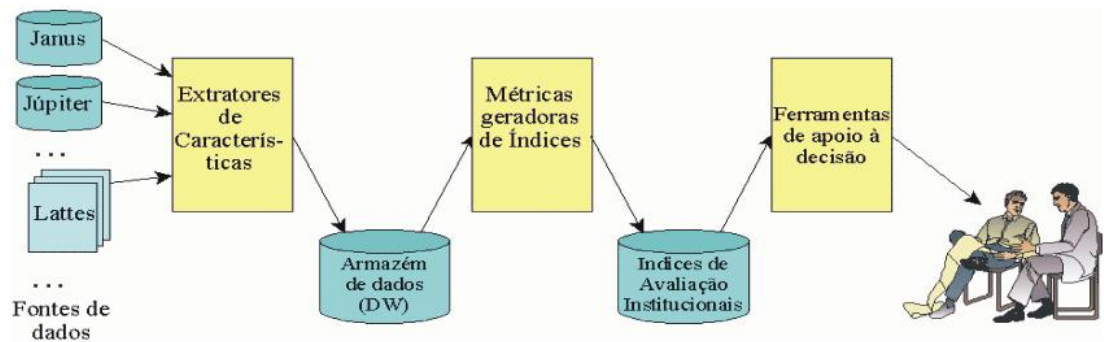 Janus
Júpiter
...
Lattes
...
Fontes de
dados
Extratores
de
Caracterís-
ticas
Armazém
de dados
(DW)
Métricas
geradoras
de Índices
Indices de
Avaliação
Institucionais
Ferramentas
de apoio à
decisão